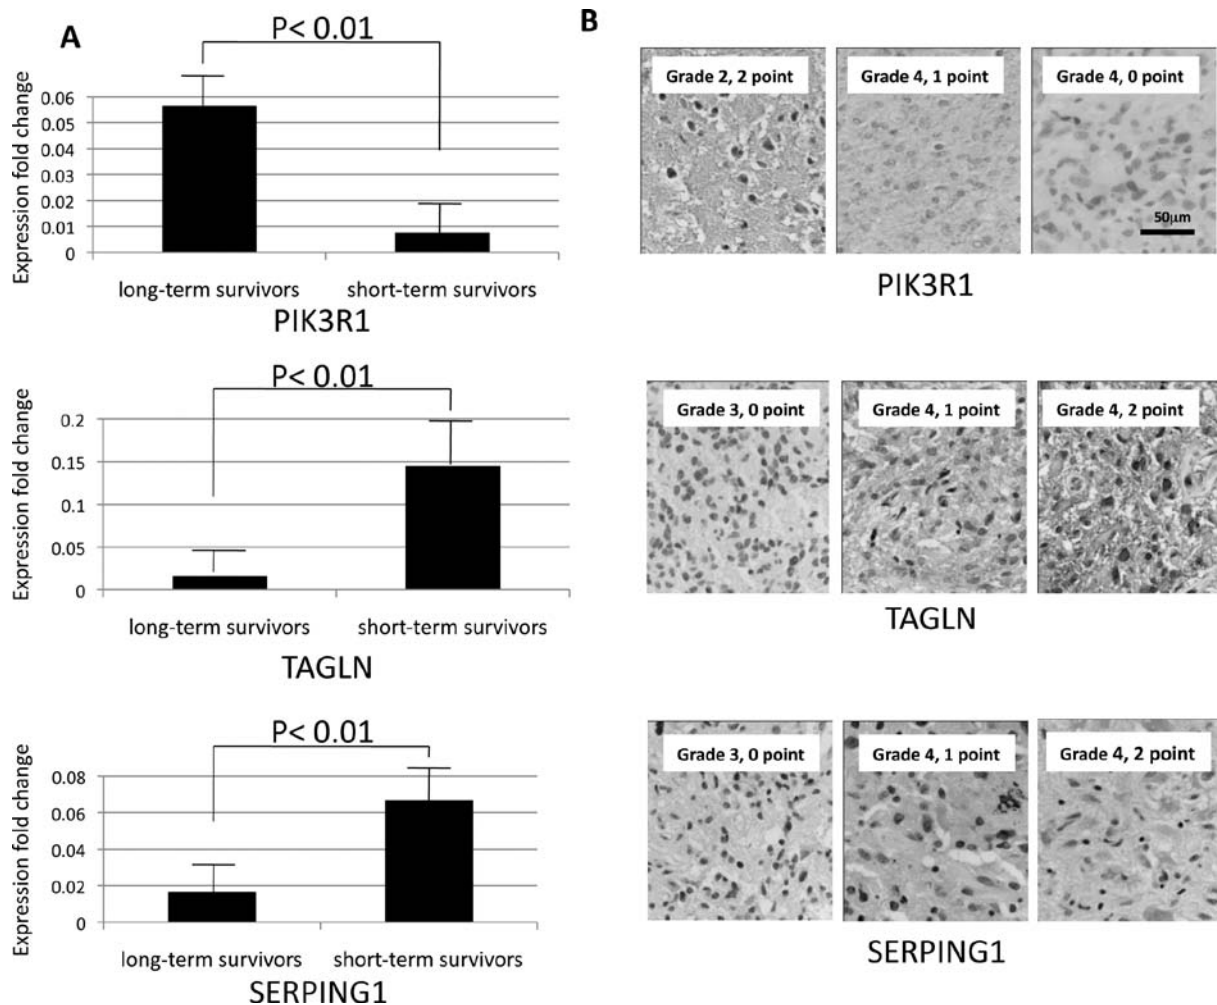 A
P< 0.01
Expression fold change
0.06
0.05
0.04
0.03
0.02
0.01
0
long-term survivors short-term survivors
PIK3R1
P< 0.01
Expression fold change
0.2
0.15
0.1
0.05
0
long-term survivors short-term survivors
TAGLN
P< 0.01
Expression fold change
0.08
0.06
0.04
0.02
0
long-term survivors short-term survivors
SERPING1
B
Grade 2, 2 point Grade 4, 1 point Grade 4, 0 point
50μm
PIK3R1
Grade 3, 0 point Grade 4, 1 point Grade 4, 2 point
TAGLN
Grade 3, 0 point Grade 4, 1 point Grade 4, 2 point
SERPING1